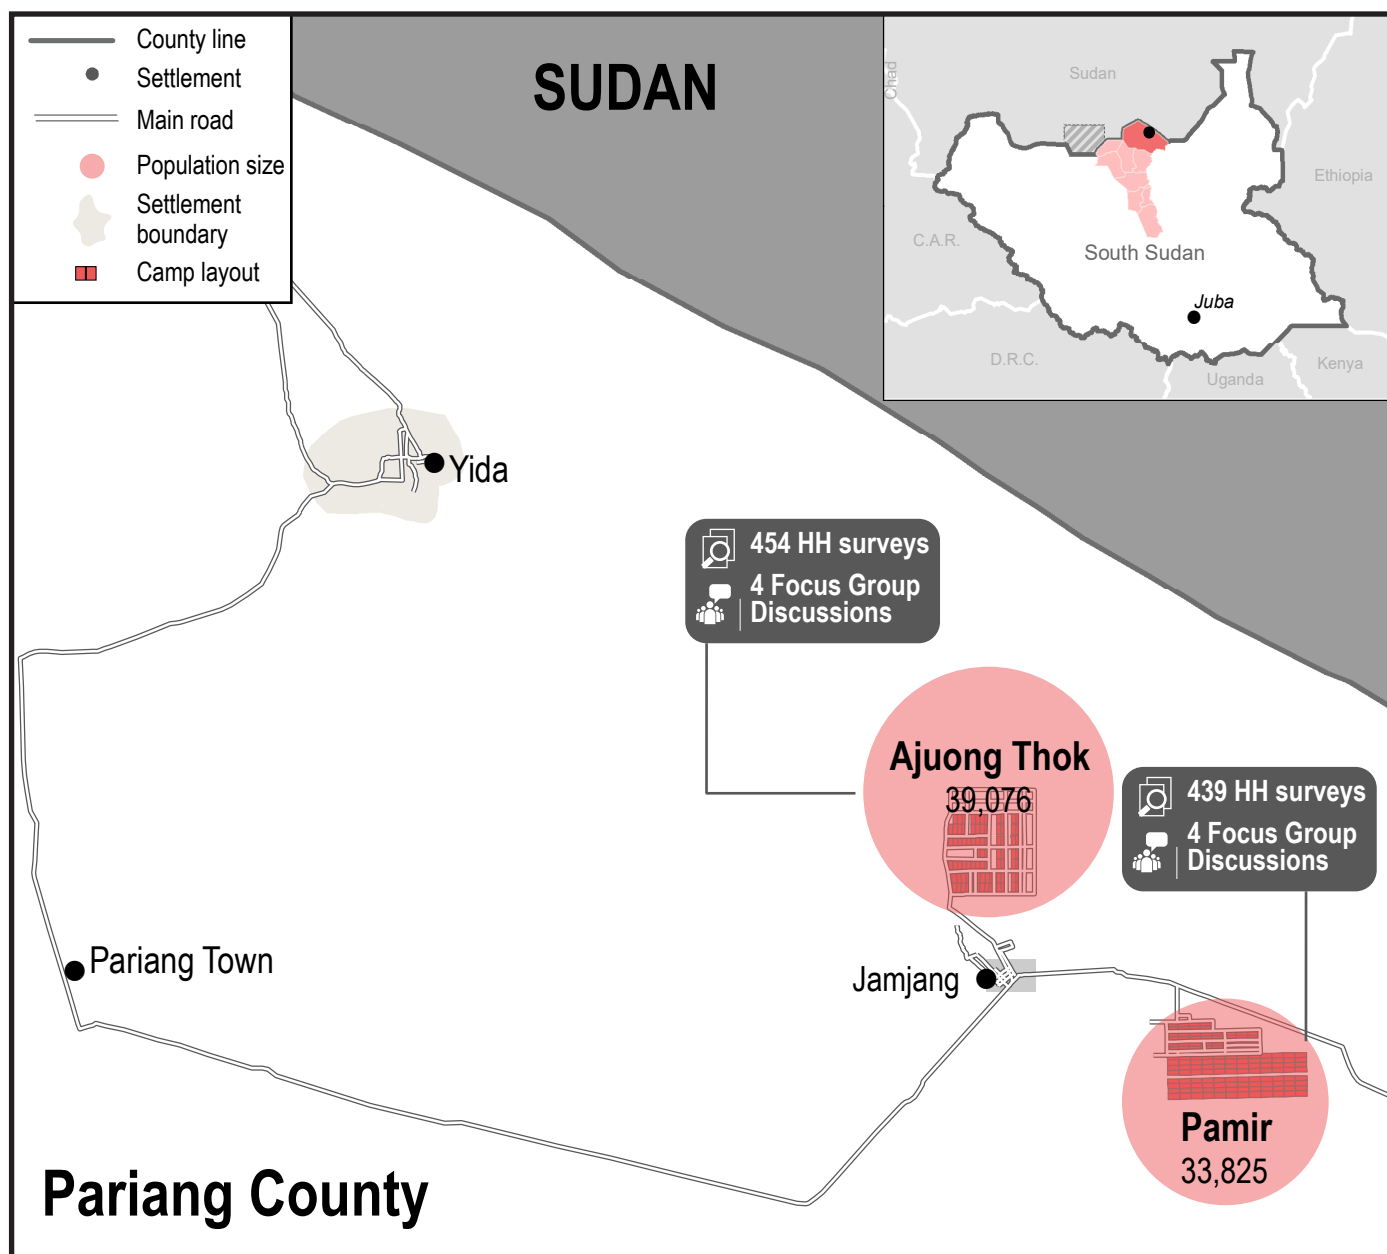 County line
Settlement
Main road
Population size
Settlement
boundary
Camp layout
SUDAN
Chad
Sudan
Ethiopia
C.A.R.
South Sudan
Juba
D.R.C.
Uganda
Kenya
Yida
454 HH surveys
4 Focus Group
Discussions
Ajuong Thok
39,076
439 HH surveys
4 Focus Group
Discussions
Pariang Town
Jamjang
Pamir
33,825
Pariang County